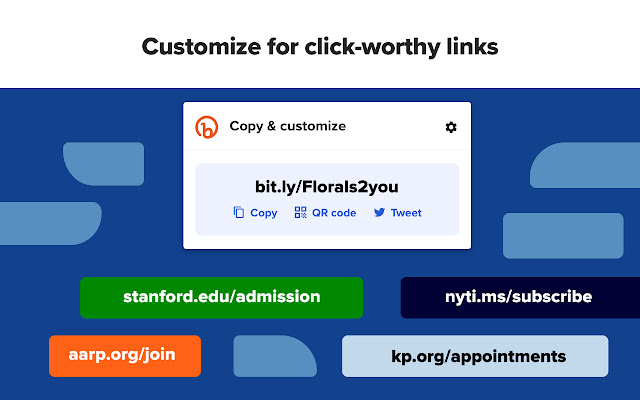 Customize for click-worthy links
Copy & customize
bit.ly/Florals2you
Copy QR code Tweet
stanford.edu/admission
nyti.ms/subscribe
aarp.org/join
kp.org/appointments